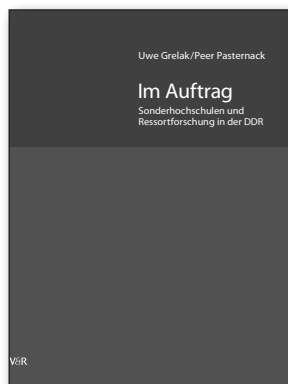 Uwe Grelak/Peer Pasternack
Im Auftrag
Sonderhochschulen und
Ressortforschung in der DDR
V&R